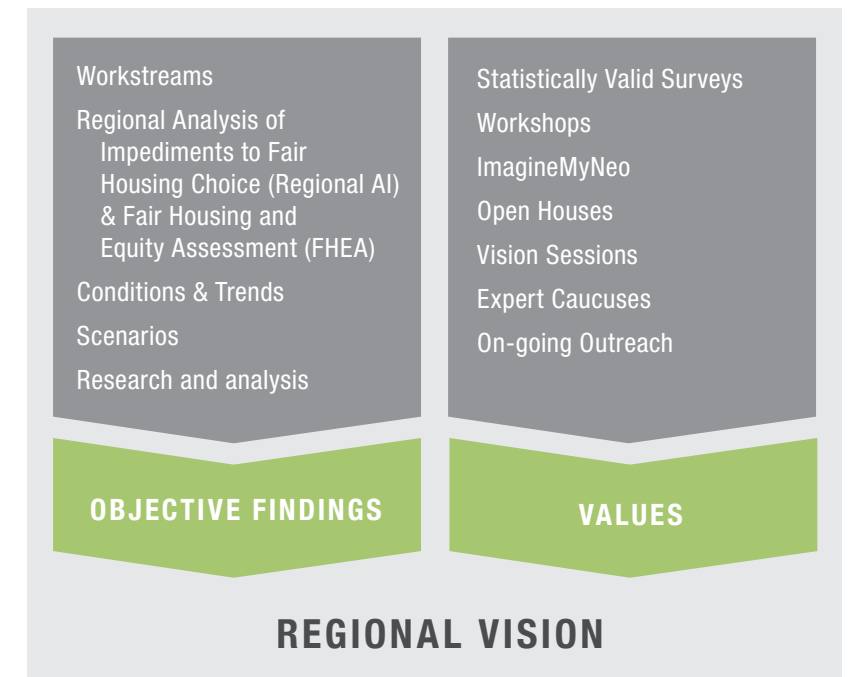 Workstreams
Regional Analysis of
Impediments to Fair
Housing Choice (Regional AI)
& Fair Housing and
Equity Assessment (FHEA)
Conditions & Trends
Scenarios
Research and analysis
OBJECTIVE FINDINGS
Statistically Valid Surveys
Workshops
ImagineMyNeo
Open Houses
Vision Sessions
Expert Caucuses
On-going Outreach
VALUES
REGIONAL VISION